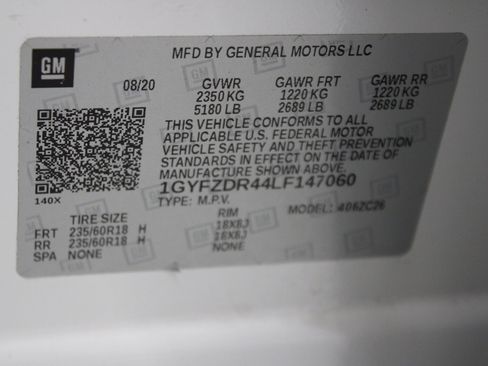 GM
MFD BY GENERAL MOTORS LLC
08/20 GVWR GAWR FRT GAWR RR
2350 KG 1220 KG 1220 KG
5180 LB 2689 LB 2689 LB
THIS VEHICLE CONFORMS TO ALL
APPLICABLE U.S. FEDERAL MOTOR
VEHICLE SAFETY AND THEFT PREVENTION
STANDARDS IN EFFECT ON THE DATE OF
MANUFACTURE SHOWN ABOVE.
1GYFZDR44LF147060
140X TYPE: M.P.V. MODEL: 406ZC26
TIRE SIZE RIM
FRT 235/60R18 H 18X8J
RR 235/60R18 H 18X8J
SPA NONE NONE